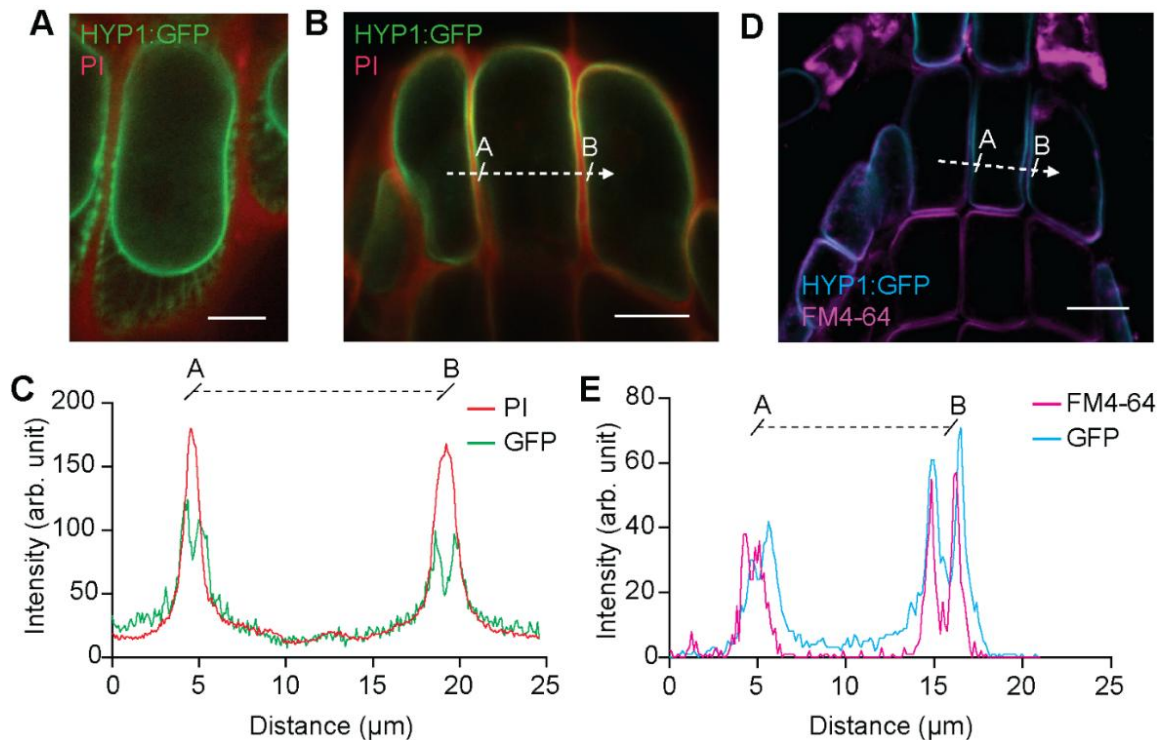 A
HYP1:GFP
PI
B
HYP1:GFP
PI
A
B
D
A
B
HYP1:GFP
FM4-64
C
A
B
PI
GFP
Intensity (arb. unit)
200
150
100
50
0
0 5 10 15 20 25
Distance (µm)
E
A
B
FM4-64
GFP
Intensity (arb. unit)
80
60
40
20
0
0 5 10 15 20 25
Distance (µm)